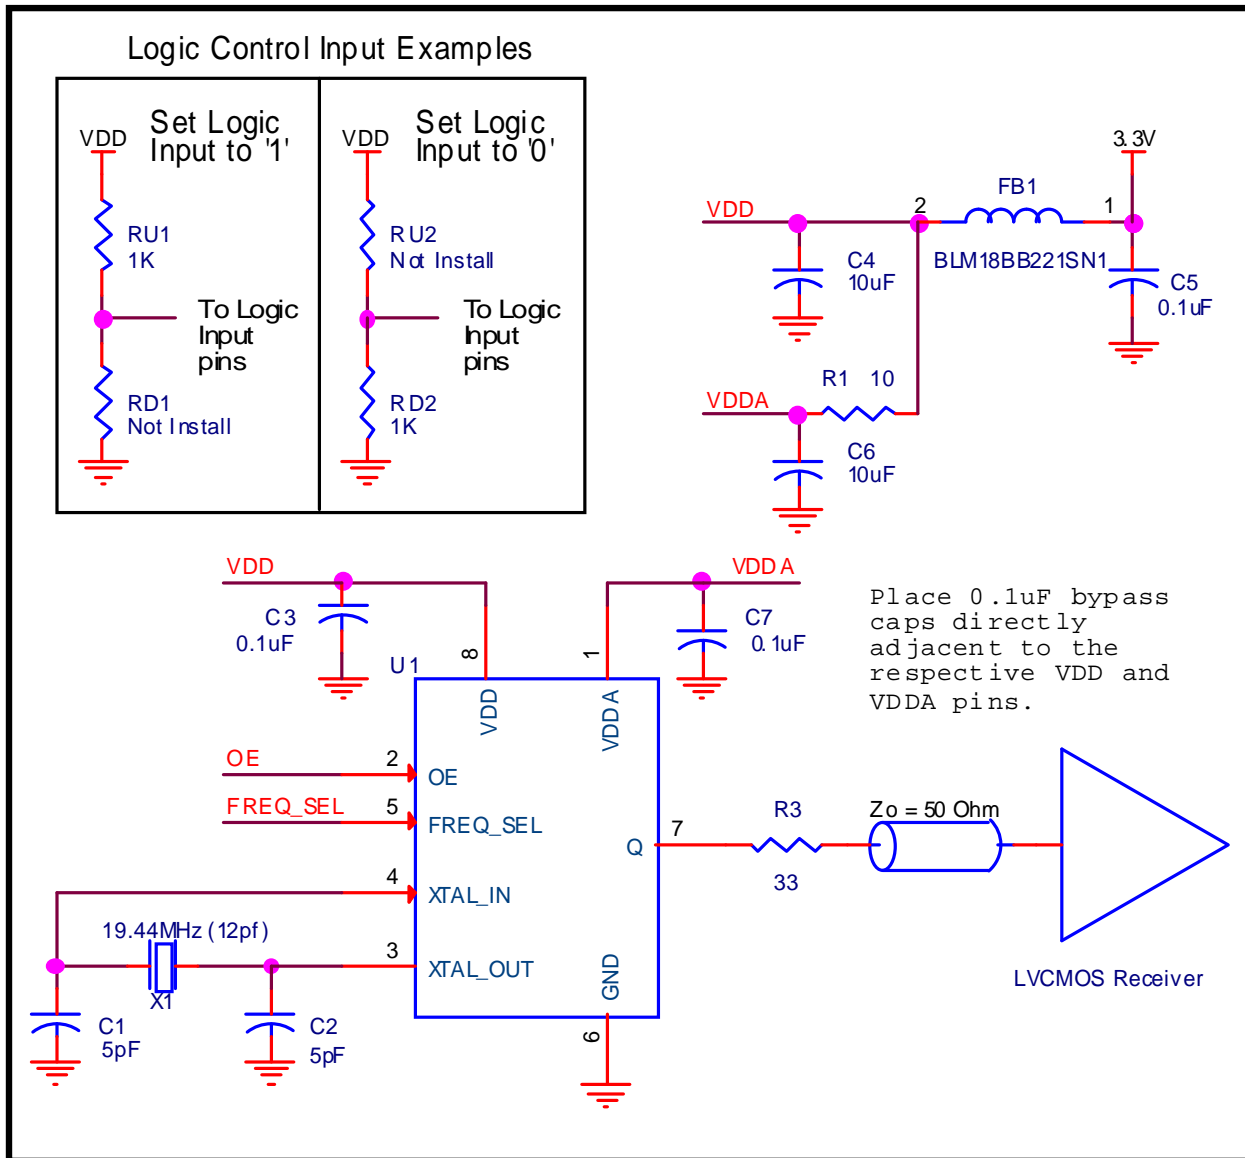 Logic Control Input Examples
VDD
Set Logic
Input to '1'
RU1
1K
To Logic
Input
pins
RD1
Not Install
VDD
Set Logic
Input to '0'
RU2
Not Install
To Logic
Input
pins
RD2
1K
3.3V
VDD
2
FB1
1
BLM18BB221SN1
C4
10uF
C5
0.1uF
R1 10
VDDA
C6
10uF
VDD
C3
0.1uF
VDDA
C7
0.1uF
Place 0.1uF bypass
caps directly
adjacent to the
respective VDD and
VDDA pins.
U1
8
VDD
1
VDDA
OE
2
OE
FREQ_SEL
5
FREQ_SEL
4
XTAL_IN
3
XTAL_OUT
Q
7
GND
6
R3
33
Zo = 50 Ohm
LVCMOS Receiver
19.44MHz (12pf)
X1
C1
5pF
C2
5pF